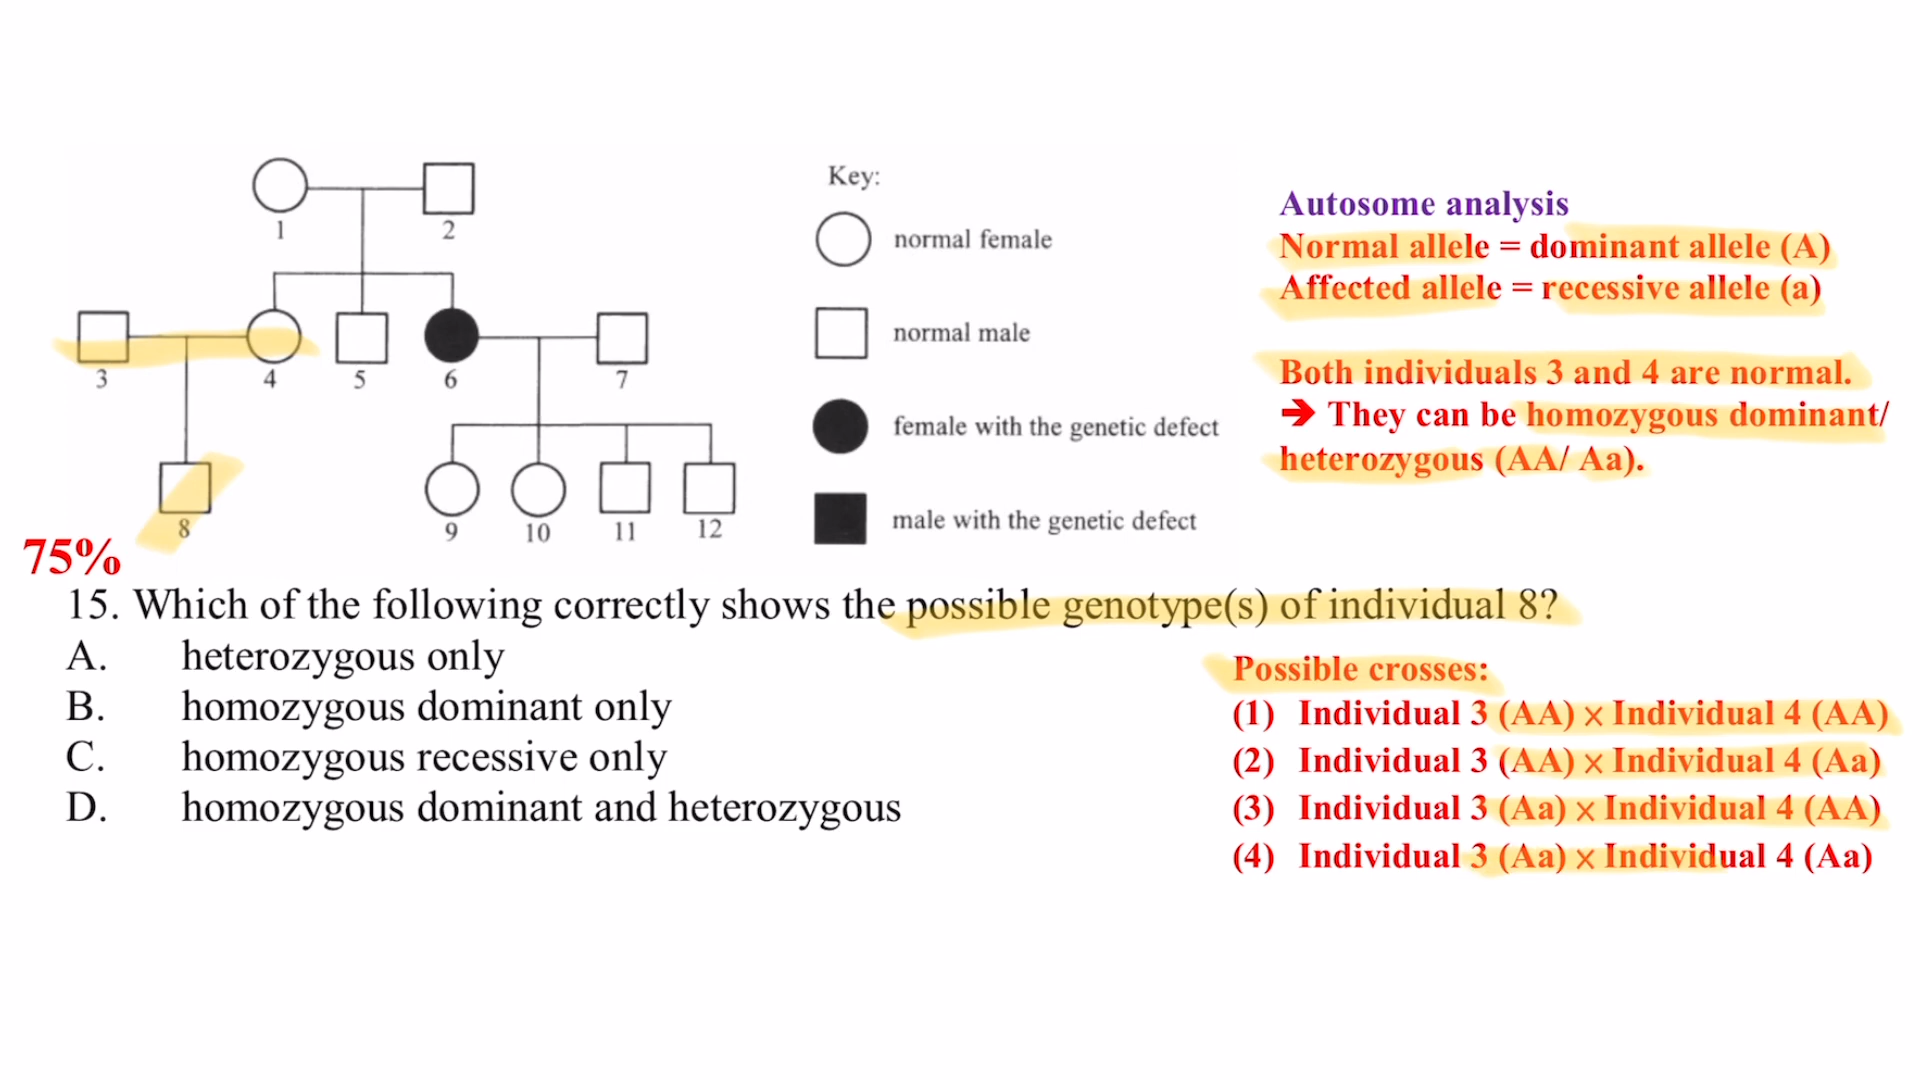 1
2
3
4
5
6
7
8
9
10
11
12
Key:
normal female
normal male
female with the genetic defect
male with the genetic defect
Autosome analysis
Normal allele = dominant allele (A)
Affected allele = recessive allele (a)
Both individuals 3 and 4 are normal.
➔ They can be homozygous dominant/
heterozygous (AA/ Aa).
75%
15. Which of the following correctly shows the possible genotype(s) of individual 8?
A. heterozygous only
B. homozygous dominant only
C. homozygous recessive only
D. homozygous dominant and heterozygous
Possible crosses:
(1) Individual 3 (AA) × Individual 4 (AA)
(2) Individual 3 (AA) × Individual 4 (Aa)
(3) Individual 3 (Aa) × Individual 4 (AA)
(4) Individual 3 (Aa) × Individual 4 (Aa)